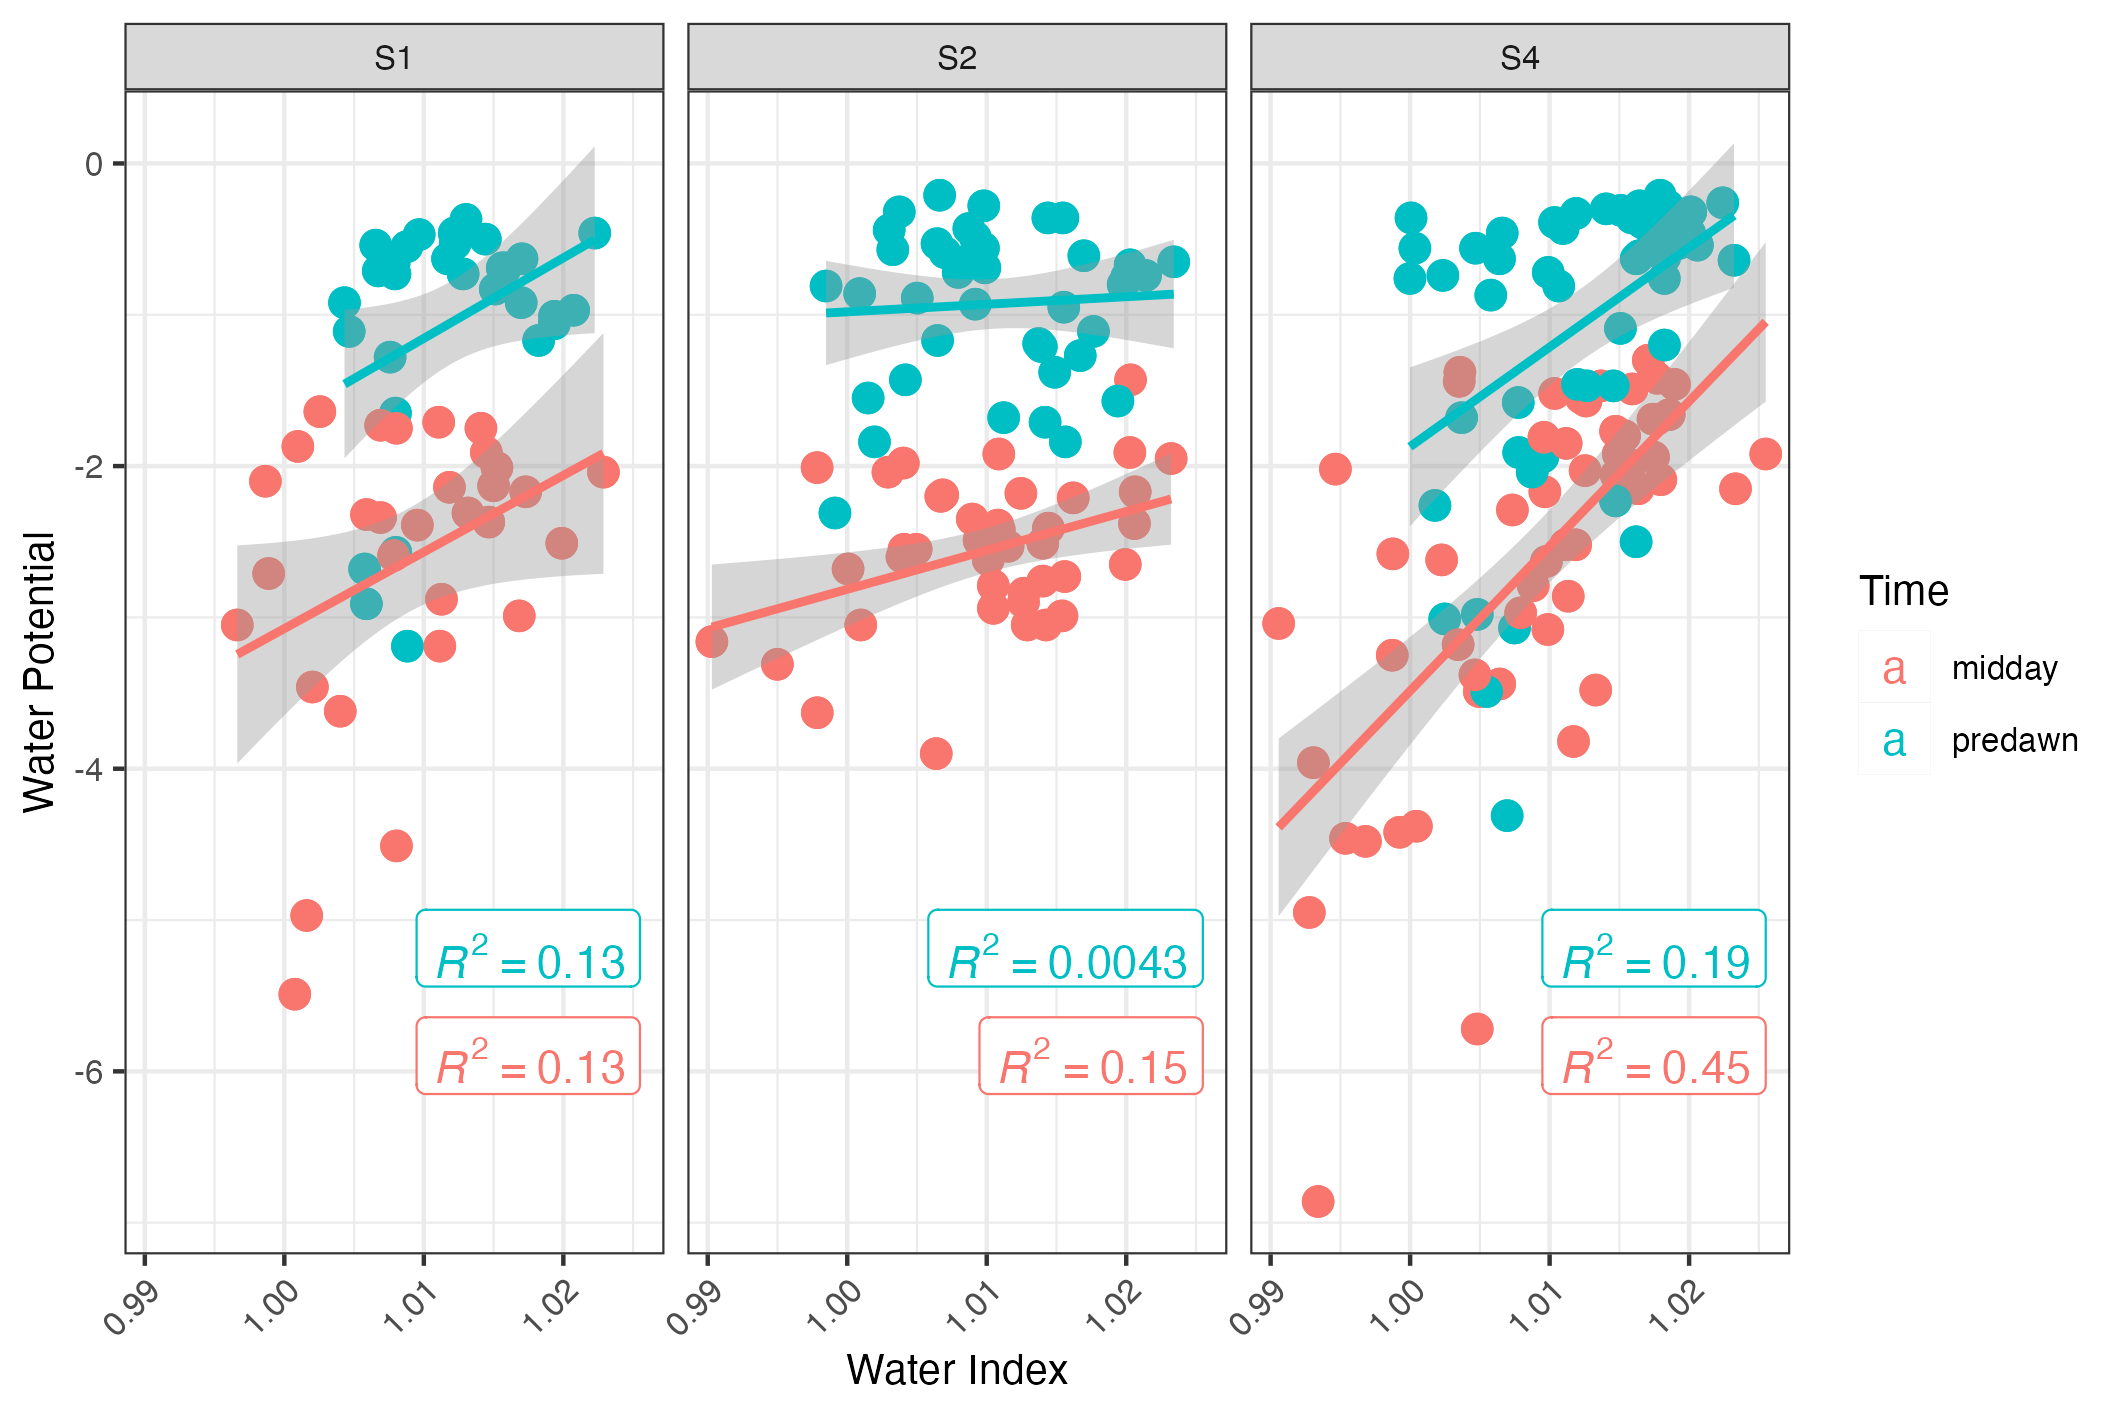 S1
S2
S4
Water Potential
0
-2
-4
-6
R² = 0.13
R² = 0.13
R² = 0.0043
R² = 0.15
R² = 0.19
R² = 0.45
0.99
1.00
1.01
1.02
0.99
1.00
1.01
1.02
0.99
1.00
1.01
1.02
Water Index
Time
a midday
a predawn